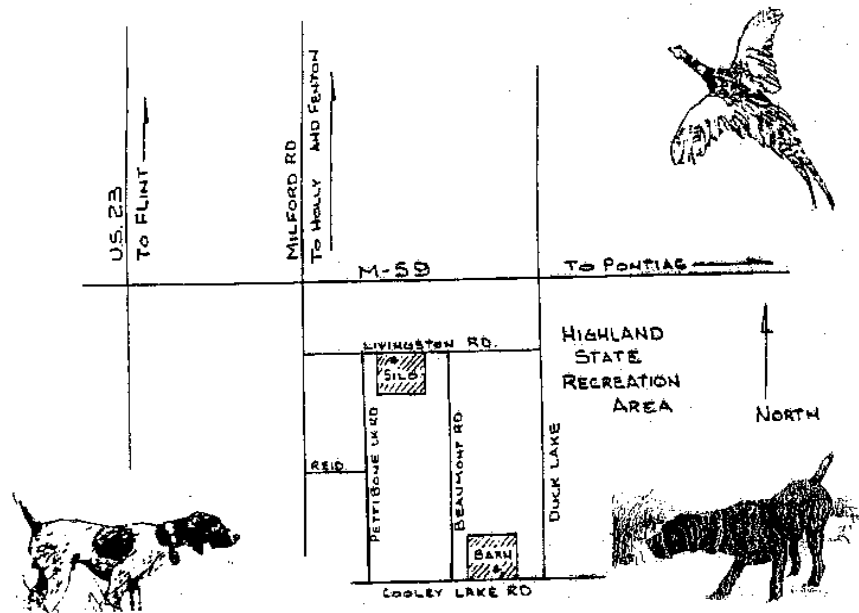 U.S. 23
TO FLINT
MILFORD RD
TO HOLLY AND FENTON
M-59
TO PONTIAC
LIVINGSTON RD.
SILO
HIGHLAND
STATE
RECREATION
AREA
NORTH
REID
PETTIBONE LK RD
BEAUMONT RD
DUCK LAKE
BARN
COOLEY LAKE RD